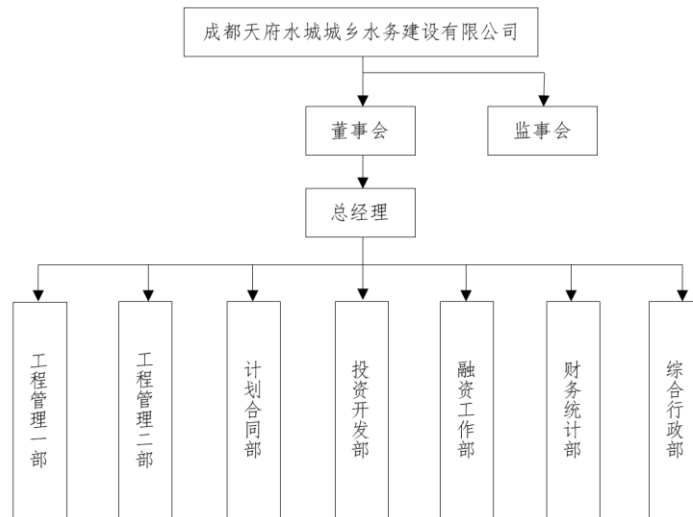 成都天府水城城乡水务建设有限公司
董事会
监事会
总经理
工程管理一部
工程管理二部
计划合同部
投资开发部
融资工作部
财务统计部
综合行政部